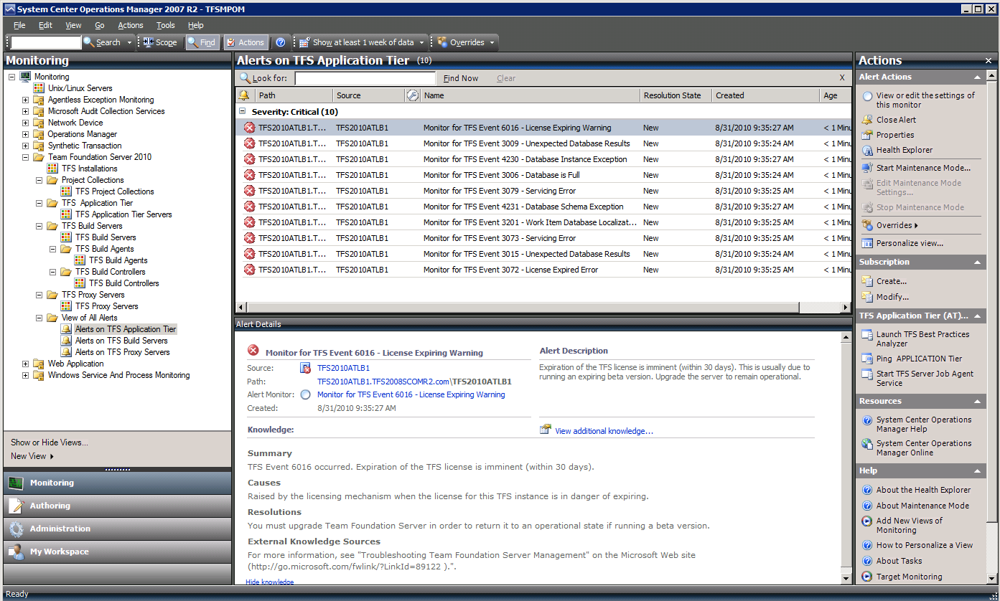 System Center Operations Manager 2007 R2 - TFSMPOM
File Edit View Go Actions Tools Help
Search Scope Find Actions Show at least 1 week of data Overrides
Monitoring
Monitoring
Unix/Linux Servers
Agentless Exception Monitoring
Microsoft Audit Collection Services
Network Device
Operations Manager
Synthetic Transaction
Team Foundation Server 2010
TFS Installations
Project Collections
TFS Project Collections
TFS Application Tier
TFS Application Tier Servers
TFS Build Servers
TFS Build Servers
TFS Build Agents
TFS Build Agents
TFS Build Controllers
TFS Build Controllers
TFS Proxy Servers
TFS Proxy Servers
View of All Alerts
Alerts on TFS Application Tier
Alerts on TFS Build Servers
Alerts on TFS Proxy Servers
Web Application
Windows Service And Process Monitoring
Show or Hide Views...
New View
Monitoring
Authoring
Administration
My Workspace
Alerts on TFS Application Tier (10)
Look for: Find Now Clear X
Path Source Name Resolution State Created Age
Severity: Critical (10)
TFS2010ATLB1.T... TFS2010ATLB1 Monitor for TFS Event 6016 - License Expiring Warning New 8/31/2010 9:35:27 AM < 1 Minu
TFS2010ATLB1.T... TFS2010ATLB1 Monitor for TFS Event 3009 - Unexpected Database Results New 8/31/2010 9:35:24 AM < 1 Minu
TFS2010ATLB1.T... TFS2010ATLB1 Monitor for TFS Event 4230 - Database Instance Exception New 8/31/2010 9:35:27 AM < 1 Minu
TFS2010ATLB1.T... TFS2010ATLB1 Monitor for TFS Event 3006 - Database is Full New 8/31/2010 9:35:24 AM < 1 Minu
TFS2010ATLB1.T... TFS2010ATLB1 Monitor for TFS Event 3079 - Servicing Error New 8/31/2010 9:35:25 AM < 1 Minu
TFS2010ATLB1.T... TFS2010ATLB1 Monitor for TFS Event 4231 - Database Schema Exception New 8/31/2010 9:35:26 AM < 1 Minu
TFS2010ATLB1.T... TFS2010ATLB1 Monitor for TFS Event 3201 - Work Item Database Localizat... New 8/31/2010 9:35:26 AM < 1 Minu
TFS2010ATLB1.T... TFS2010ATLB1 Monitor for TFS Event 3073 - Servicing Error New 8/31/2010 9:35:25 AM < 1 Minu
TFS2010ATLB1.T... TFS2010ATLB1 Monitor for TFS Event 3015 - Unexpected Database Results New 8/31/2010 9:35:24 AM < 1 Minu
TFS2010ATLB1.T... TFS2010ATLB1 Monitor for TFS Event 3072 - License Expired Error New 8/31/2010 9:35:25 AM < 1 Minu
Alert Details
Monitor for TFS Event 6016 - License Expiring Warning
Source: TFS2010ATLB1
Path: TFS2010ATLB1.TFS2008SCOMR2.com\TFS2010ATLB1
Alert Monitor: Monitor for TFS Event 6016 - License Expiring Warning
Created: 8/31/2010 9:35:27 AM
Alert Description
Expiration of the TFS license is imminent (within 30 days). This is usually due to
running an expiring beta version. Upgrade the server to remain operational.
Knowledge:
View additional knowledge...
Summary
TFS Event 6016 occurred. Expiration of the TFS license is imminent (within 30 days).
Causes
Raised by the licensing mechanism when the license for this TFS instance is in danger of expiring.
Resolutions
You must upgrade Team Foundation Server in order to return it to an operational state if running a beta version.
External Knowledge Sources
For more information, see "Troubleshooting Team Foundation Server Management" on the Microsoft Web site
(http://go.microsoft.com/fwlink/?LinkId=89122 ).".
Hide knowledge
Actions
Alert Actions
View or edit the settings of
this monitor
Close Alert
Properties
Health Explorer
Start Maintenance Mode...
Edit Maintenance Mode
Settings...
Stop Maintenance Mode
Overrides
Personalize view...
Subscription
Create...
Modify...
TFS Application Tier (AT)...
Launch TFS Best Practices
Analyzer
Ping APPLICATION Tier
Start TFS Server Job Agent
Service
Resources
System Center Operations
Manager Help
System Center Operations
Manager Online
Help
About the Health Explorer
About Maintenance Mode
Add New Views of
Monitoring
How to Personalize a View
About Tasks
Target Monitoring
Ready